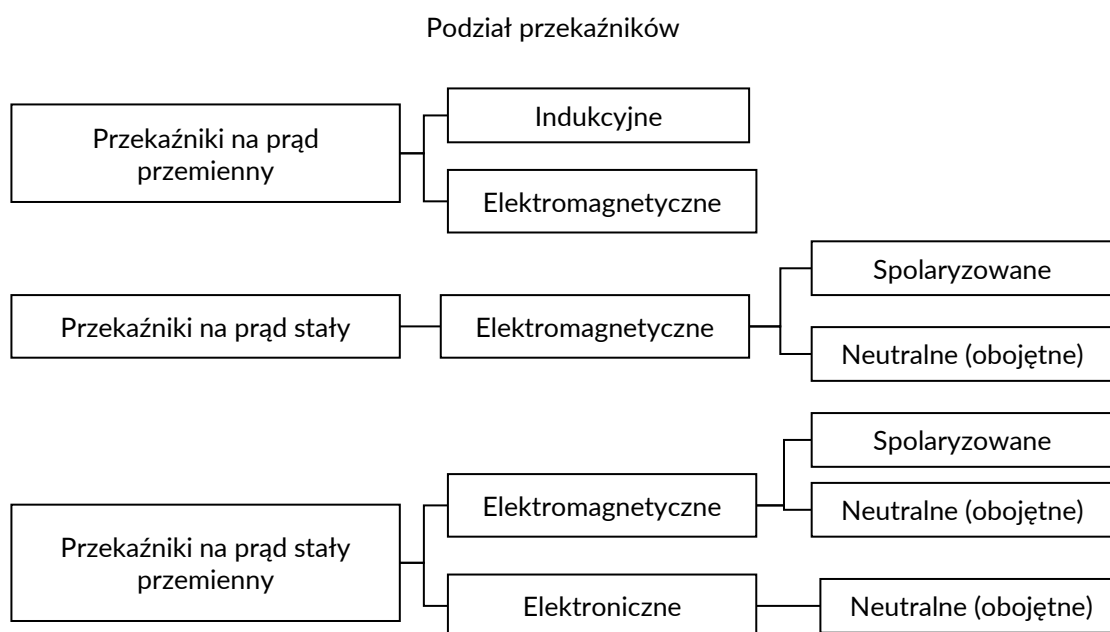 Podział przekaźników
Przekaźniki na prąd
przemienny
Indukcyjne
Elektromagnetyczne
Przekaźniki na prąd stały
Elektromagnetyczne
Spolaryzowane
Neutralne (obojętne)
Przekaźniki na prąd stały
przemienny
Elektromagnetyczne
Spolaryzowane
Neutralne (obojętne)
Elektroniczne
Neutralne (obojętne)